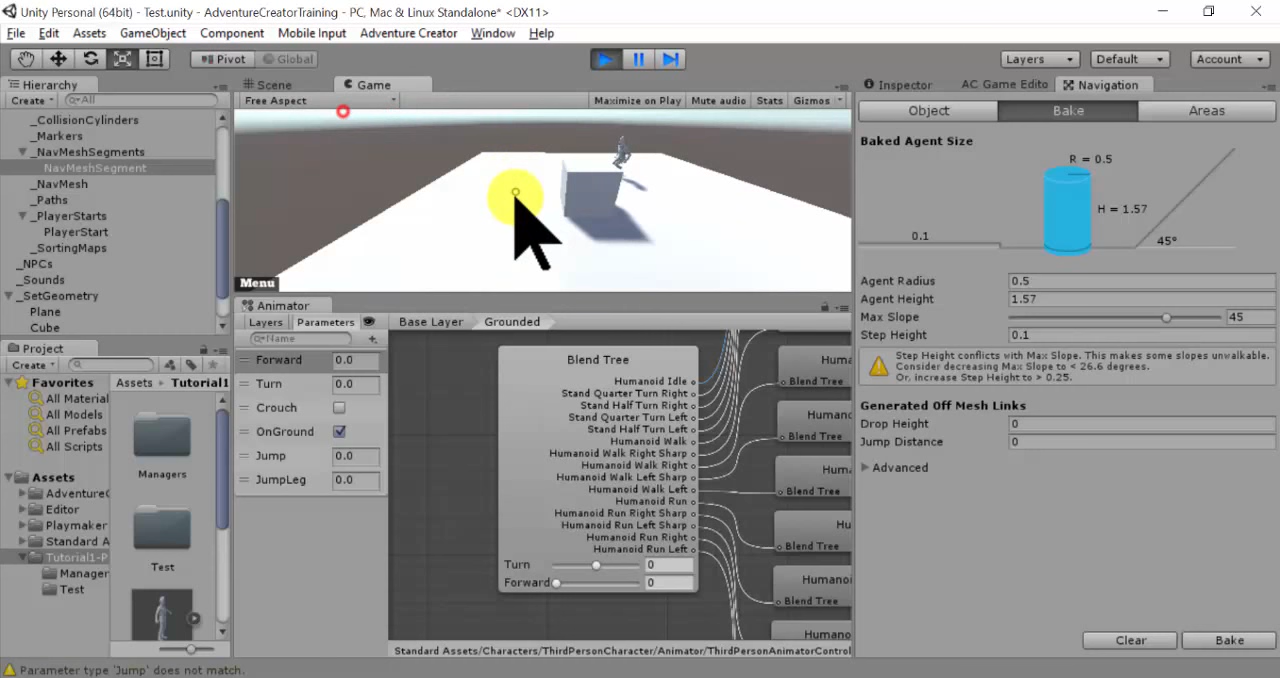 Unity Personal (64bit) - Test.unity - AdventureCreatorTraining - PC, Mac & Linux Standalone* <DX11>
File Edit Assets GameObject Component Mobile Input Adventure Creator Window Help
Pivot Global Layers Default Account
Hierarchy
Create All
_CollisionCylinders
_Markers
_NavMeshSegments
NavMeshSegment
_NavMesh
_Paths
_PlayerStarts
PlayerStart
_SortingMaps
_NPCs
_Sounds
_SetGeometry
Plane
Cube
Project
Create
Favorites
All Material
All Models
All Prefabs
All Scripts
Assets
AdventureC
Editor
Playmaker
Standard A
Tutorial1-P
Manager
Test
Assets Tutorial1
Managers
Test
Scene Game
Free Aspect Maximize on Play Mute audio Stats Gizmos
Menu
Animator
Layers Parameters Base Layer Grounded
Name
Forward 0.0
Turn 0.0
Crouch
OnGround
Jump 0.0
JumpLeg 0.0
Blend Tree
Humanoid Idle
Stand Quarter Turn Right
Stand Half Turn Right
Stand Quarter Turn Left
Stand Half Turn Left
Humanoid Walk
Humanoid Walk Right Sharp
Humanoid Walk Right
Humanoid Walk Left Sharp
Humanoid Walk Left
Humanoid Run
Humanoid Run Right Sharp
Humanoid Run Left Sharp
Humanoid Run Right
Humanoid Run Left
Turn 0
Forward 0
Huma
Blend Tree
Humano
Blend Tree
Huma
Blend Tree
Hu
Blend Tree
Humanoi
Blend Tree
Human
Standard Assets/Characters/ThirdPersonCharacter/Animator/ThirdPersonAnimatorControl
Inspector AC Game Edito Navigation
Object Bake Areas
Baked Agent Size
R = 0.5
H = 1.57
0.1
45°
Agent Radius 0.5
Agent Height 1.57
Max Slope 45
Step Height 0.1
Step Height conflicts with Max Slope. This makes some slopes unwalkable.
Consider decreasing Max Slope to < 26.6 degrees.
Or, increase Step Height to > 0.25.
Generated Off Mesh Links
Drop Height 0
Jump Distance 0
Advanced
Clear Bake
Parameter type 'Jump' does not match.